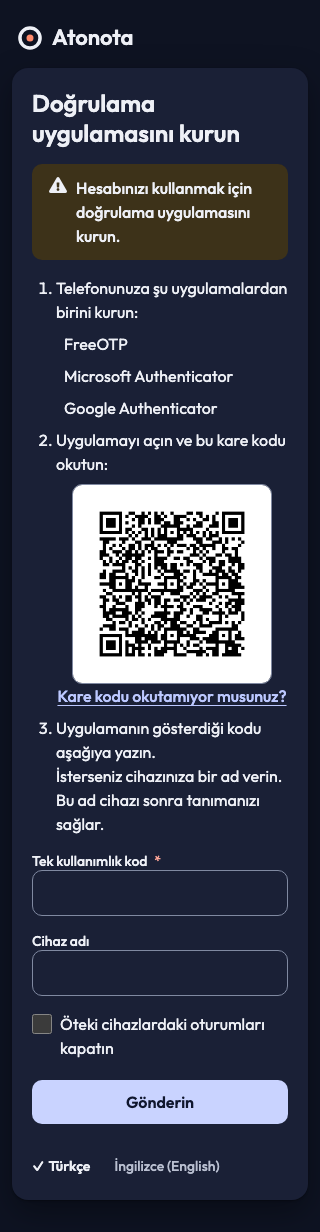 Atonota
Doğrulama
uygulamasını kurun
Hesabınızı kullanmak için
doğrulama uygulamasını
kurun.
1. Telefonunuza şu uygulamalardan
birini kurun:
FreeOTP
Microsoft Authenticator
Google Authenticator
2. Uygulamayı açın ve bu kare kodu
okutun:
Kare kodu okutamıyor musunuz?
3. Uygulamanın gösterdiği kodu
aşağıya yazın.
İsterseniz cihazınıza bir ad verin.
Bu ad cihazı sonra tanımanızı
sağlar.
Tek kullanımlık kod *
Cihaz adı
Öteki cihazlardaki oturumları
kapatın
Gönderin
Türkçe İngilizce (English)